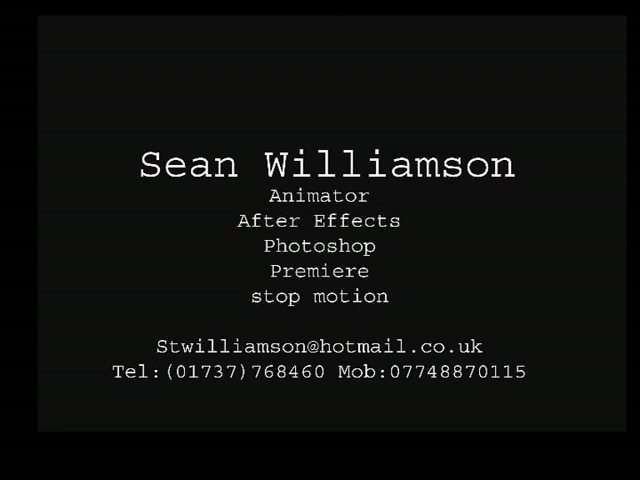 Sean Williamson
Animator
After Effects
Photoshop
Premiere
stop motion
Stwilliamson@hotmail.co.uk
Tel:(01737)768460 Mob:07748870115